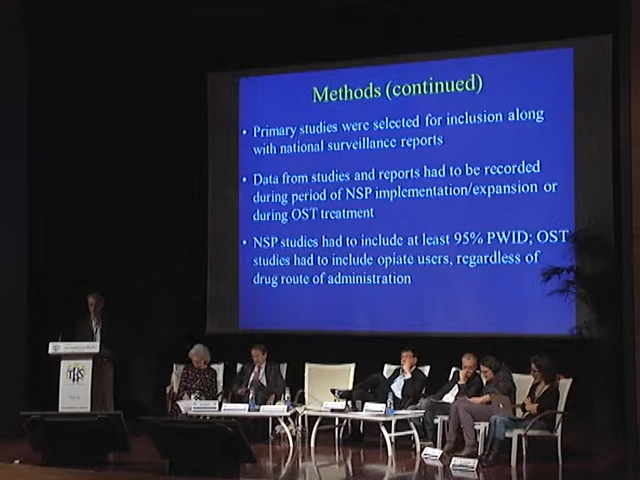 Methods (continued)
• Primary studies were selected for inclusion along
with national surveillance reports
• Data from studies and reports had to be recorded
during period of NSP implementation/expansion or
during OST treatment
• NSP studies had to include at least 95% PWID; OST
studies had to include opiate users, regardless of
drug route of administration